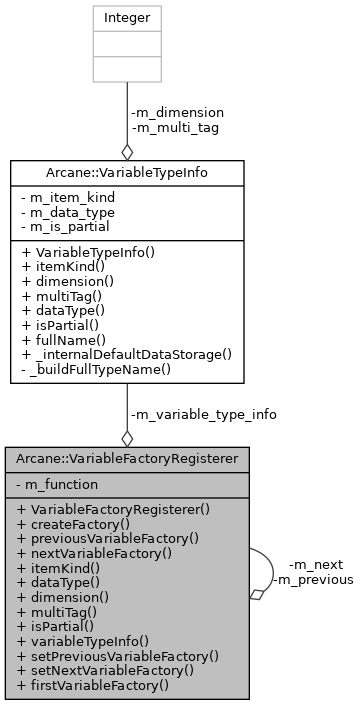 Integer
-m_dimension
-m_multi_tag
Arcane::VariableTypeInfo
- m_item_kind
- m_data_type
- m_is_partial
+ VariableTypeInfo()
+ itemKind()
+ dimension()
+ multiTag()
+ dataType()
+ isPartial()
+ fullName()
+ _internalDefaultDataStorage()
- _buildFullTypeName()
-m_variable_type_info
Arcane::VariableFactoryRegisterer
- m_function
+ VariableFactoryRegisterer()
+ createFactory()
+ previousVariableFactory()
+ nextVariableFactory()
+ itemKind()
+ dataType()
+ dimension()
+ multiTag()
+ isPartial()
+ variableTypeInfo()
+ setPreviousVariableFactory()
+ setNextVariableFactory()
+ firstVariableFactory()
-m_next
-m_previous